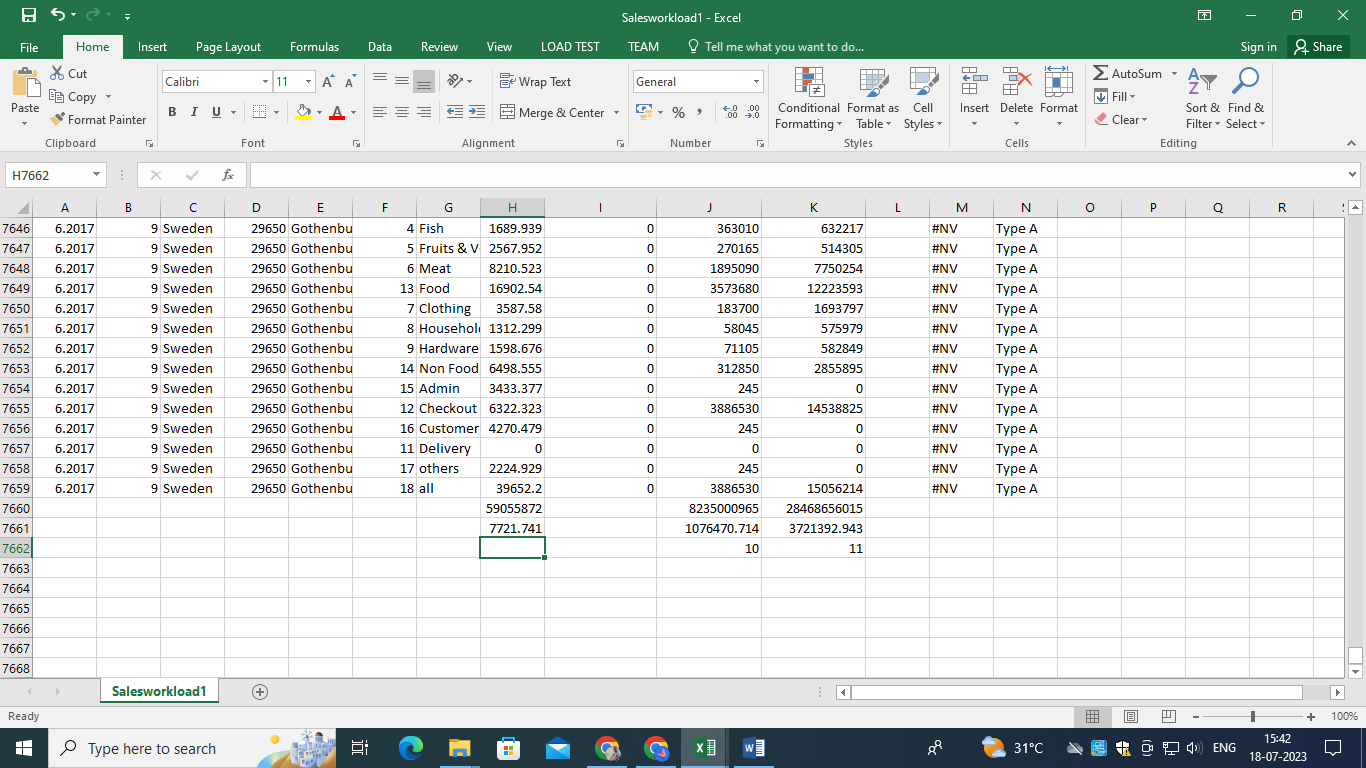 Salesworkload1 - Excel
File Home Insert Page Layout Formulas Data Review View LOAD TEST TEAM Tell me what you want to do... Sign in Share
Paste Cut Copy Format Painter Clipboard
Calibri 11 B I U Font
Wrap Text Merge & Center Alignment
General % , .00 Number
Conditional Formatting Format as Table Cell Styles Styles
Insert Delete Format Cells
AutoSum Fill Clear Sort & Filter Find & Select Editing
H7662 fx
A B C D E F G H I J K L M N O P Q R
7646 6.2017 9 Sweden 29650 Gothenbu 4 Fish 1689.939 0 363010 632217 #NV Type A
7647 6.2017 9 Sweden 29650 Gothenbu 5 Fruits & V 2567.952 0 270165 514305 #NV Type A
7648 6.2017 9 Sweden 29650 Gothenbu 6 Meat 8210.523 0 1895090 7750254 #NV Type A
7649 6.2017 9 Sweden 29650 Gothenbu 13 Food 16902.54 0 3573680 12223593 #NV Type A
7650 6.2017 9 Sweden 29650 Gothenbu 7 Clothing 3587.58 0 183700 1693797 #NV Type A
7651 6.2017 9 Sweden 29650 Gothenbu 8 Househol 1312.299 0 58045 575979 #NV Type A
7652 6.2017 9 Sweden 29650 Gothenbu 9 Hardware 1598.676 0 71105 582849 #NV Type A
7653 6.2017 9 Sweden 29650 Gothenbu 14 Non Food 6498.555 0 312850 2855895 #NV Type A
7654 6.2017 9 Sweden 29650 Gothenbu 15 Admin 3433.377 0 245 0 #NV Type A
7655 6.2017 9 Sweden 29650 Gothenbu 12 Checkout 6322.323 0 3886530 14538825 #NV Type A
7656 6.2017 9 Sweden 29650 Gothenbu 16 Customer 4270.479 0 245 0 #NV Type A
7657 6.2017 9 Sweden 29650 Gothenbu 11 Delivery 0 0 0 0 #NV Type A
7658 6.2017 9 Sweden 29650 Gothenbu 17 others 2224.929 0 245 0 #NV Type A
7659 6.2017 9 Sweden 29650 Gothenbu 18 all 39652.2 0 3886530 15056214 #NV Type A
7660 59055872 8235000965 28468656015
7661 7721.741 1076470.714 3721392.943
7662 10 11
7663
7664
7665
7666
7667
7668
Salesworkload1
Ready 100%
Type here to search 31°C ENG 15:42
18-07-2023